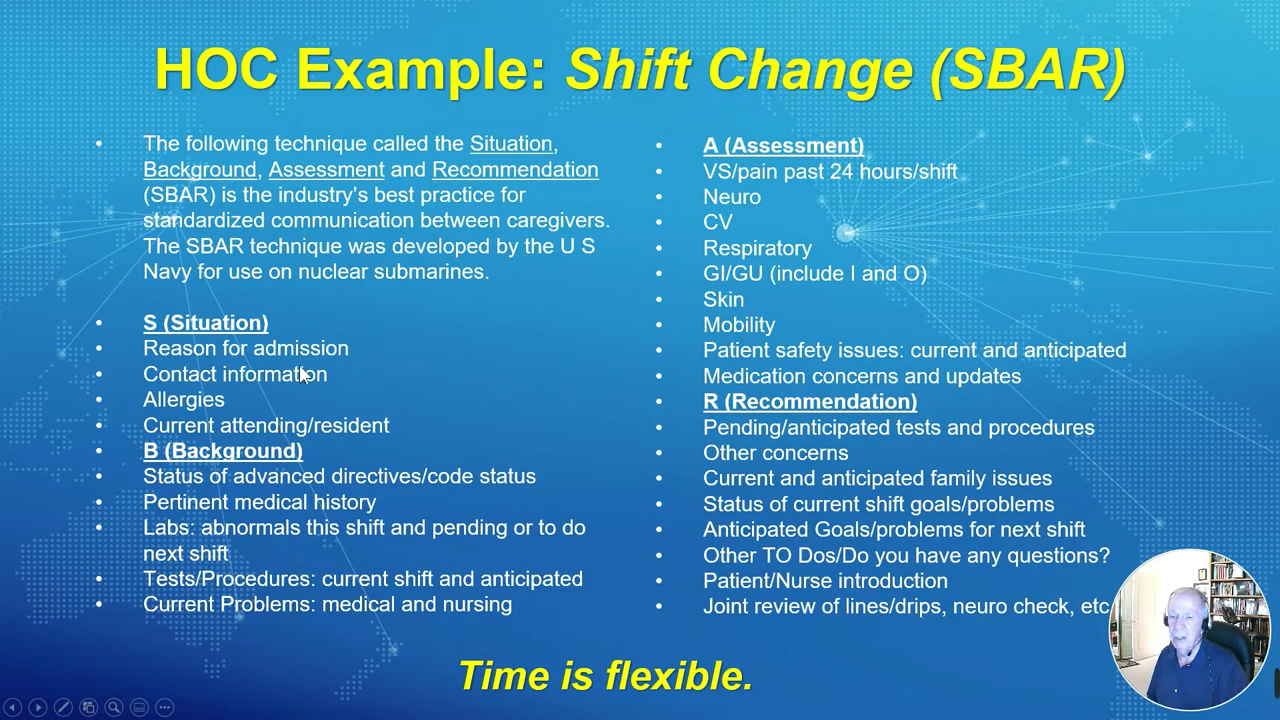 HOC Example: Shift Change (SBAR)
• The following technique called the Situation,
Background, Assessment and Recommendation
(SBAR) is the industry’s best practice for
standardized communication between caregivers.
The SBAR technique was developed by the U S
Navy for use on nuclear submarines.
• S (Situation)
• Reason for admission
• Contact information
• Allergies
• Current attending/resident
• B (Background)
• Status of advanced directives/code status
• Pertinent medical history
• Labs: abnormals this shift and pending or to do
next shift
• Tests/Procedures: current shift and anticipated
• Current Problems: medical and nursing
• A (Assessment)
• VS/pain past 24 hours/shift
• Neuro
• CV
• Respiratory
• GI/GU (include I and O)
• Skin
• Mobility
• Patient safety issues: current and anticipated
• Medication concerns and updates
• R (Recommendation)
• Pending/anticipated tests and procedures
• Other concerns
• Current and anticipated family issues
• Status of current shift goals/problems
• Anticipated Goals/problems for next shift
• Other TO Dos/Do you have any questions?
• Patient/Nurse introduction
• Joint review of lines/drips, neuro check, etc
Time is flexible.